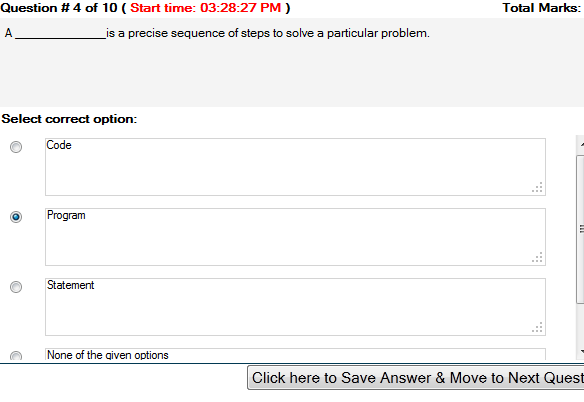 Question # 4 of 10 ( Start time: 03:28:27 PM )
Total Marks:
A ______________is a precise sequence of steps to solve a particular problem.
Select correct option:
Code
Program
Statement
None of the given options
Click here to Save Answer & Move to Next Quest